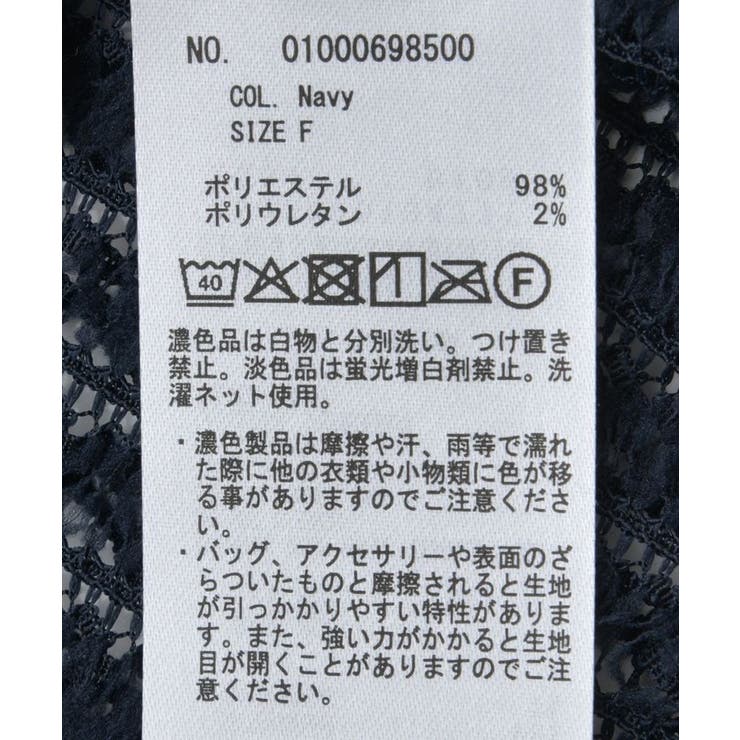 NO. 01000698500
COL. Navy
SIZE F
ポリエステル 98%
ポリウレタン 2%
40 F
濃色品は白物と分別洗い。つけ置き
禁止。淡色品は蛍光増白剤禁止。洗
濯ネット使用。
・濃色製品は摩擦や汗、雨等で濡れ
た際に他の衣類や小物類に色が移
る事がありますのでご注意くださ
い。
・バッグ、アクセサリーや表面のざ
らついたものと摩擦されると生地
が引っかかりやすい特性がありま
す。また、強い力がかかると生地
目が開くことがありますのでご注
意ください。